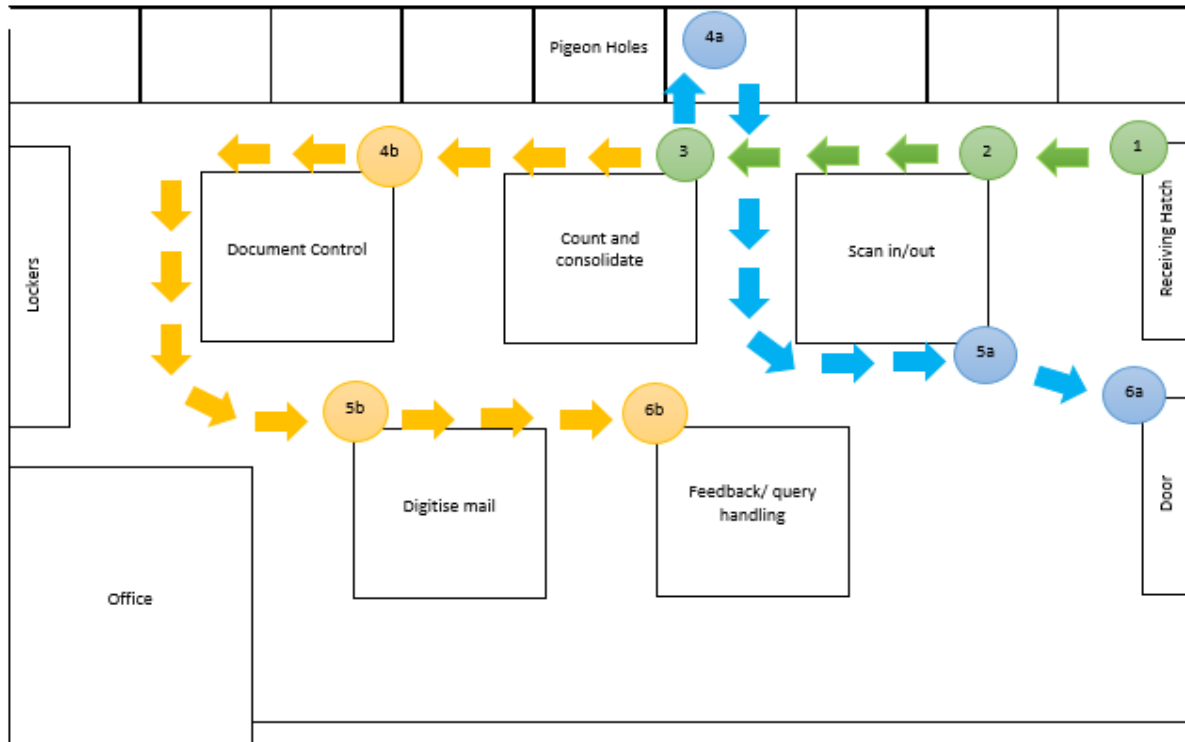 Pigeon Holes
4a
4b
3
2
1
Document Control
Count and
consolidate
Scan in/out
Receiving Hatch
Lockers
5a
6a
5b
6b
Digitise mail
Feedback/ query
handling
Door
Office